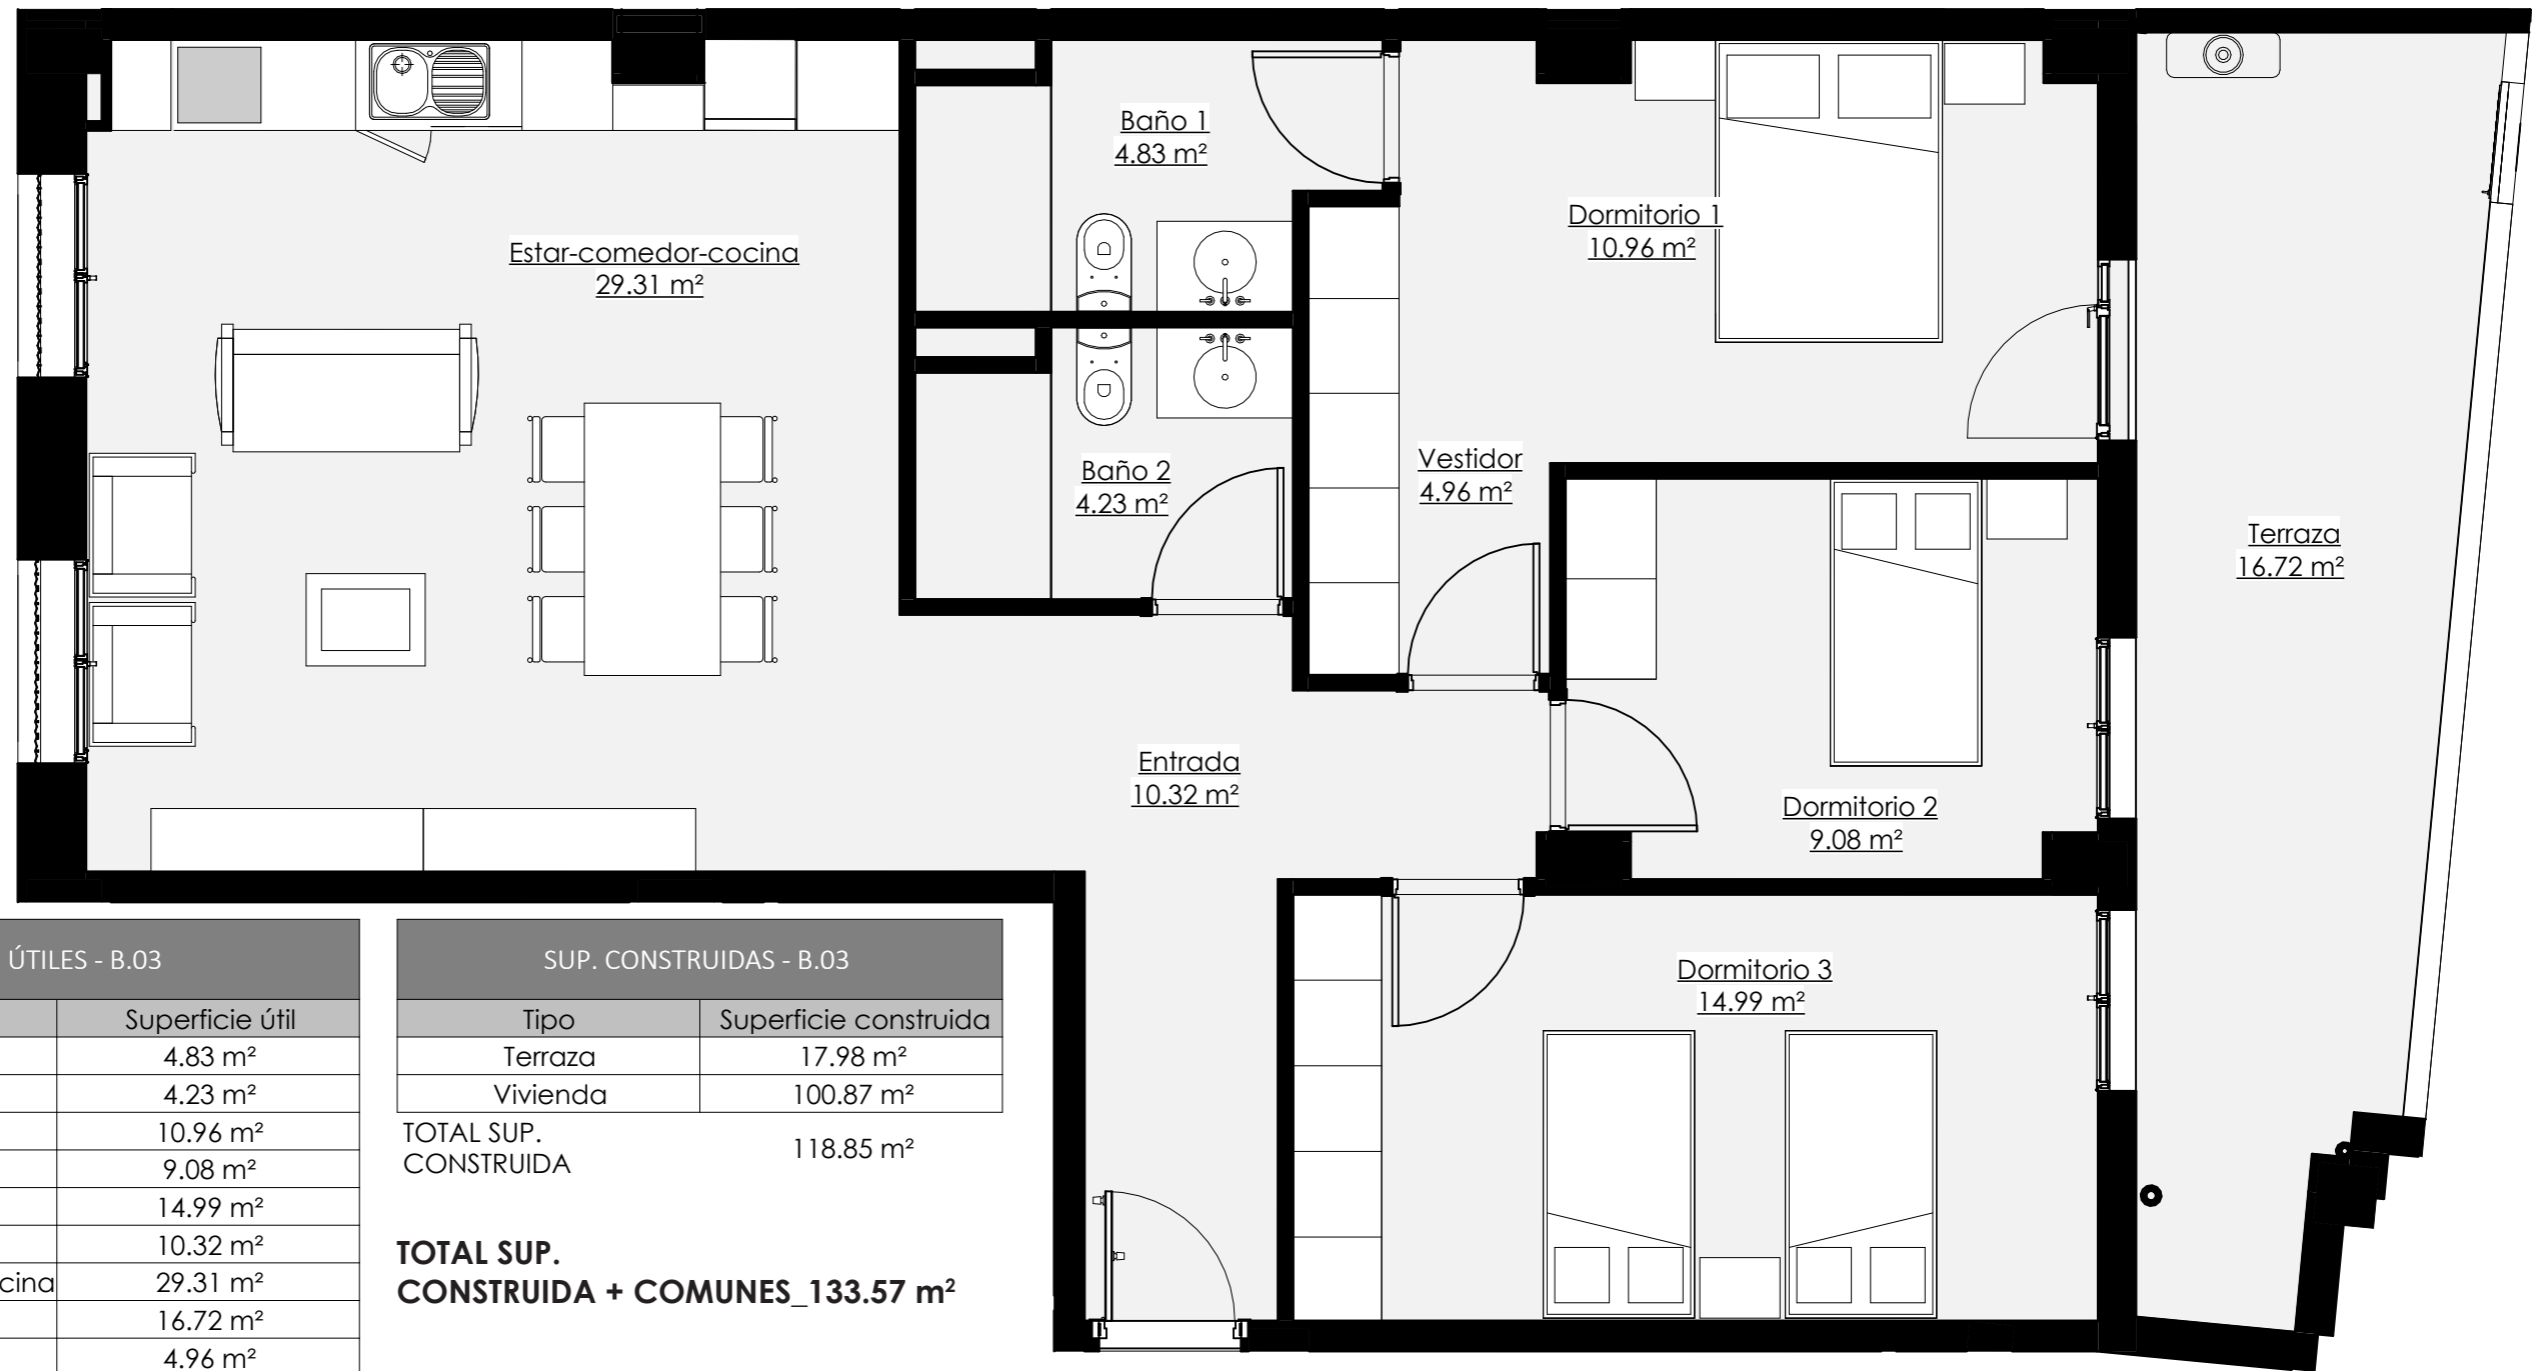 Baño 1
4.83 m²
Dormitorio 1
10.96 m²
Estar-comedor-cocina
29.31 m²
Baño 2
4.23 m²
Vestidor
4.96 m²
Terraza
16.72 m²
Entrada
10.32 m²
Dormitorio 2
9.08 m²
Dormitorio 3
14.99 m²
ÚTILES - B.03
Superficie útil
4.83 m²
4.23 m²
10.96 m²
9.08 m²
14.99 m²
10.32 m²
cina 29.31 m²
16.72 m²
4.96 m²
SUP. CONSTRUIDAS - B.03
Tipo Superficie construida
Terraza 17.98 m²
Vivienda 100.87 m²
TOTAL SUP.
CONSTRUIDA 118.85 m²
TOTAL SUP.
CONSTRUIDA + COMUNES_133.57 m²